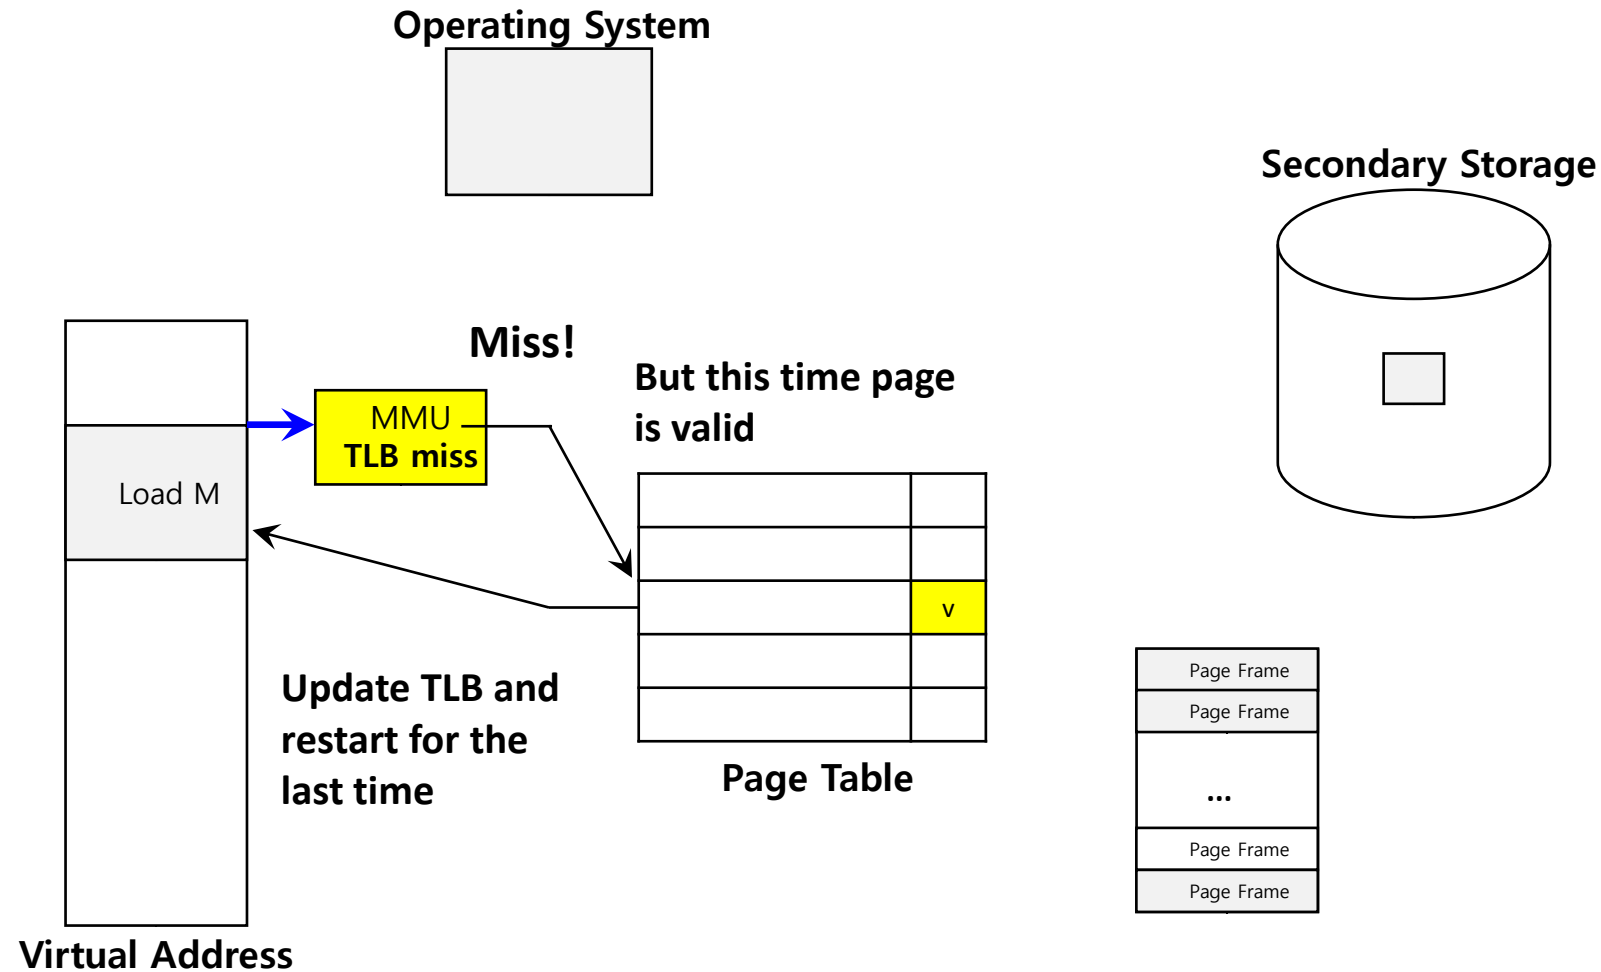 Operating System
Secondary Storage
Miss!
But this time page
is valid
MMU
TLB miss
Load M
v
Update TLB and
restart for the
last time
Page Table
Page Frame
Page Frame
...
Page Frame
Page Frame
Virtual Address